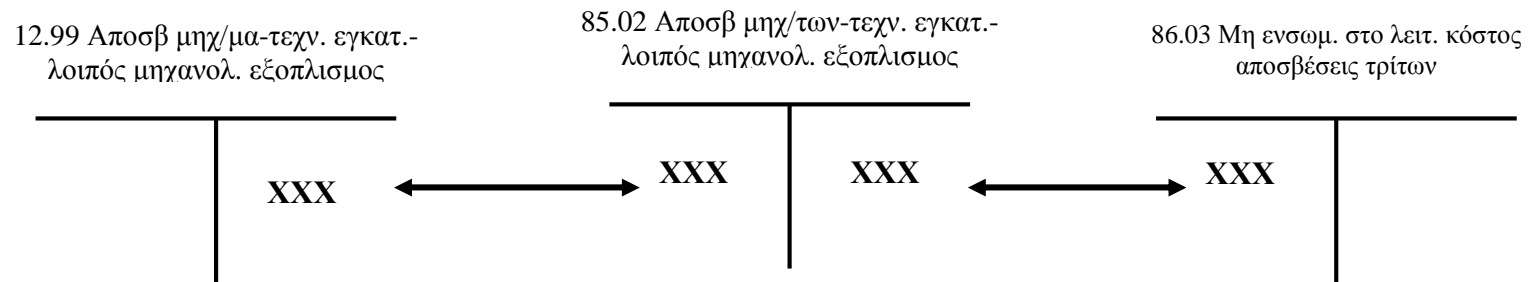 12.99 Αποσβ μηχ/μα-τεχν. εγκατ.-
λοιπός μηχανολ. εξοπλισμος
85.02 Αποσβ μηχ/των-τεχν. εγκατ.-
λοιπός μηχανολ. εξοπλισμος
86.03 Μη ενσωμ. στο λειτ. κόστος
αποσβέσεις τρίτων
XXX
XXX
XXX
XXX